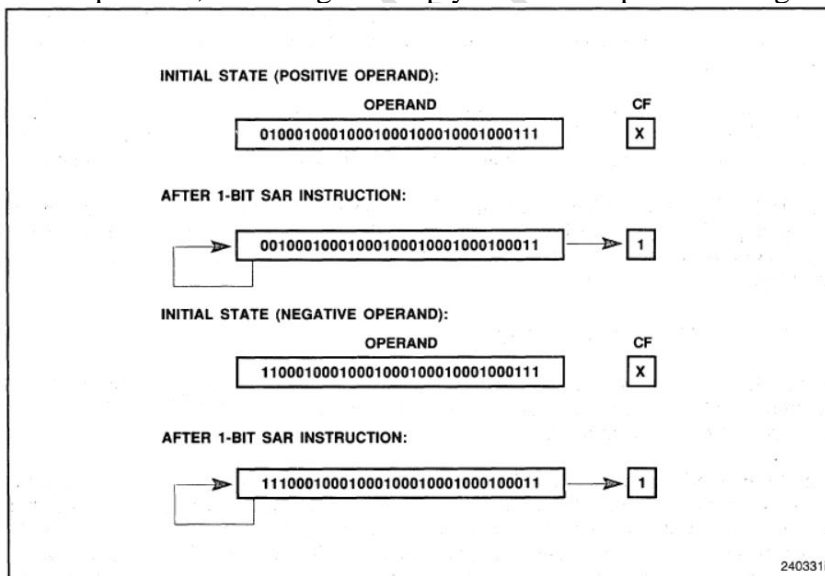 INITIAL STATE (POSITIVE OPERAND):
OPERAND CF
01000100010001000100010001000111 X
AFTER 1-BIT SAR INSTRUCTION:
00100010001000100010001000100011 1
INITIAL STATE (NEGATIVE OPERAND):
OPERAND CF
11000100010001000100010001000111 X
AFTER 1-BIT SAR INSTRUCTION:
11100010001000100010001000100011 1
240331